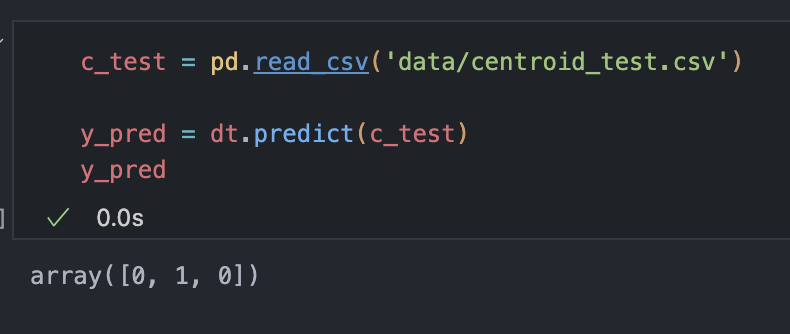 c_test = pd.read_csv('data/centroid_test.csv')
y_pred = dt.predict(c_test)
y_pred
0.0s
array([0, 1, 0])